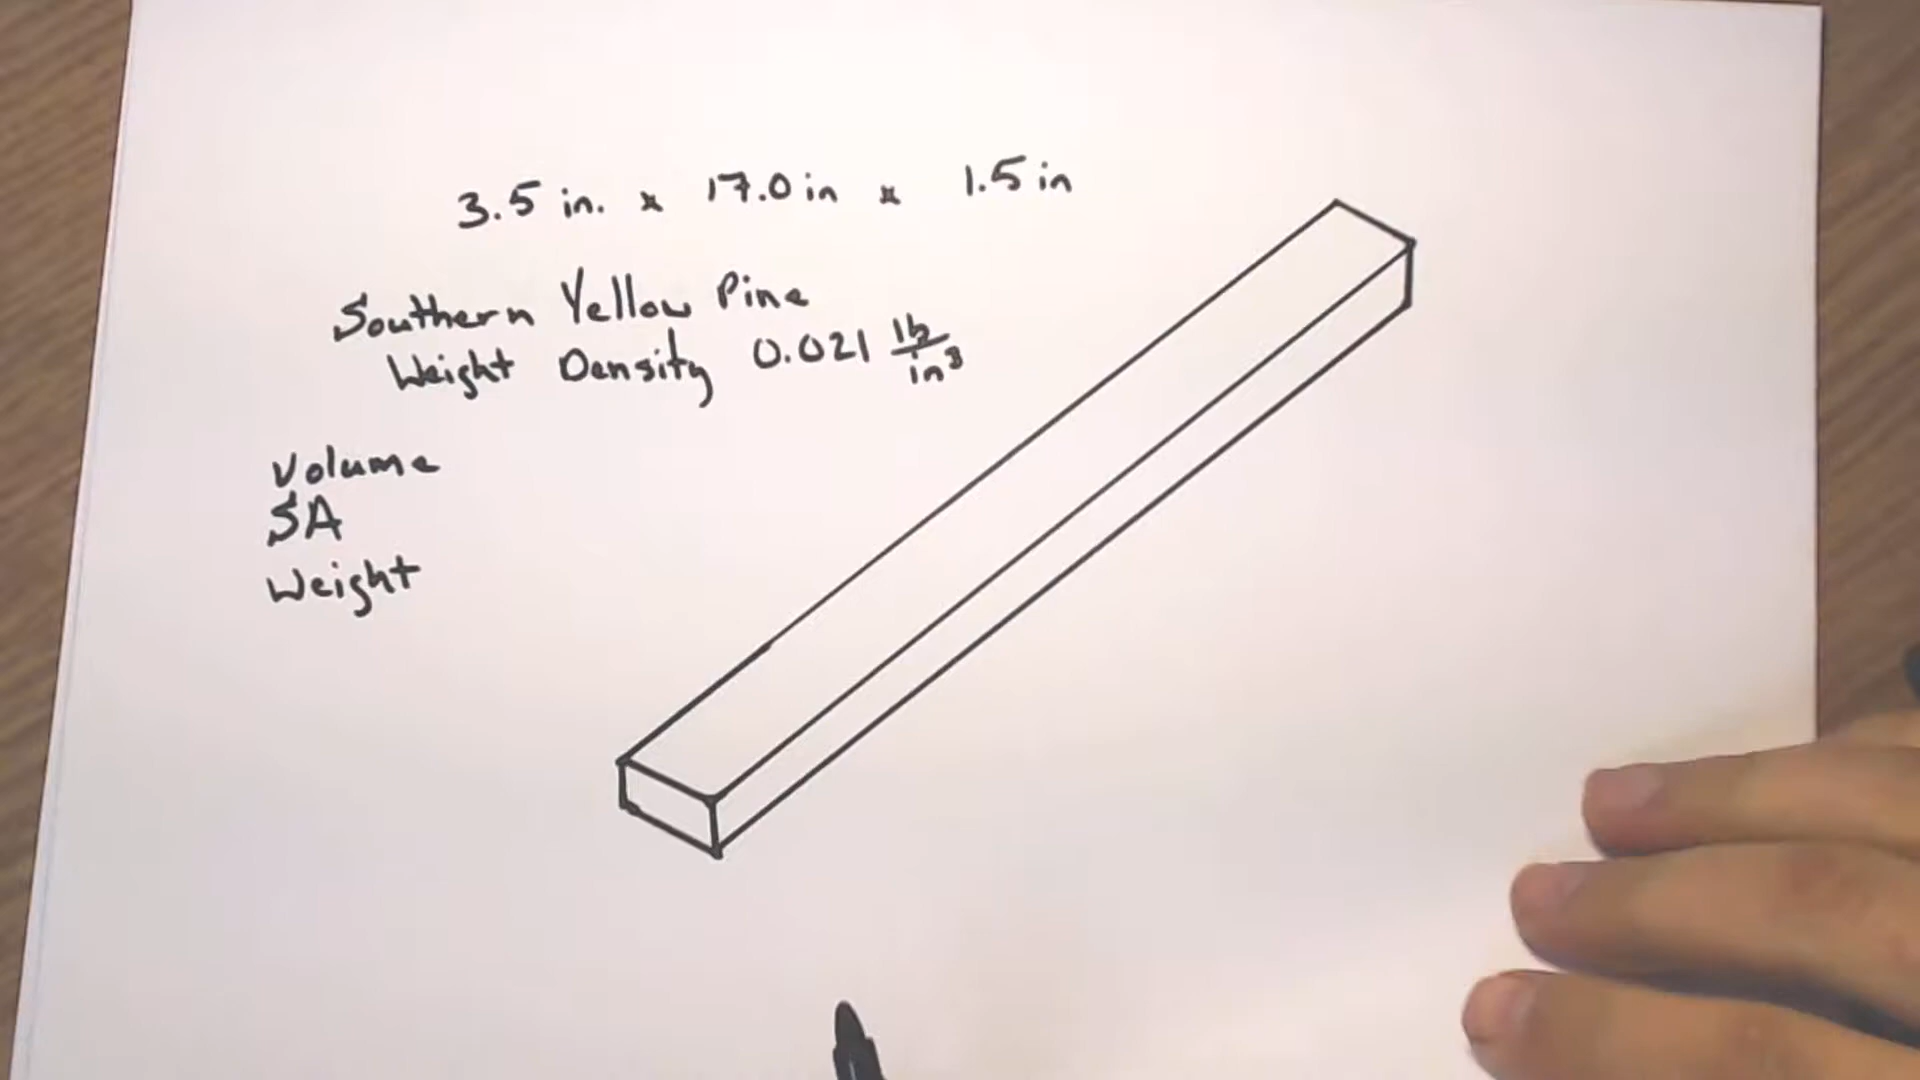 3.5 in. x 17.0 in x 1.5 in
Southern Yellow Pine
Weight Density 0.021 lb/in³
Volume
SA
Weight